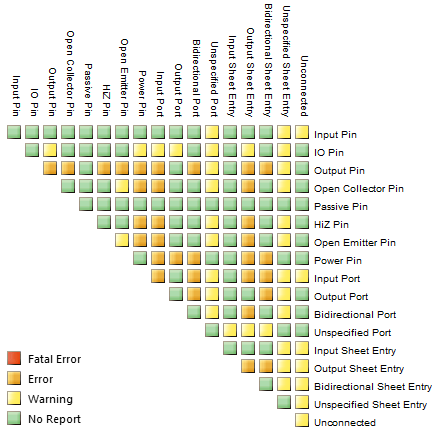 Input Pin
IO Pin
Output Pin
Open Collector Pin
Passive Pin
HiZ Pin
Open Emitter Pin
Power Pin
Input Port
Output Port
Bidirectional Port
Unspecified Port
Input Sheet Entry
Output Sheet Entry
Bidirectional Sheet Entry
Unspecified Sheet Entry
Unconnected
Input Pin
IO Pin
Output Pin
Open Collector Pin
Passive Pin
HiZ Pin
Open Emitter Pin
Power Pin
Input Port
Output Port
Bidirectional Port
Unspecified Port
Input Sheet Entry
Output Sheet Entry
Bidirectional Sheet Entry
Unspecified Sheet Entry
Unconnected
Fatal Error
Error
Warning
No Report